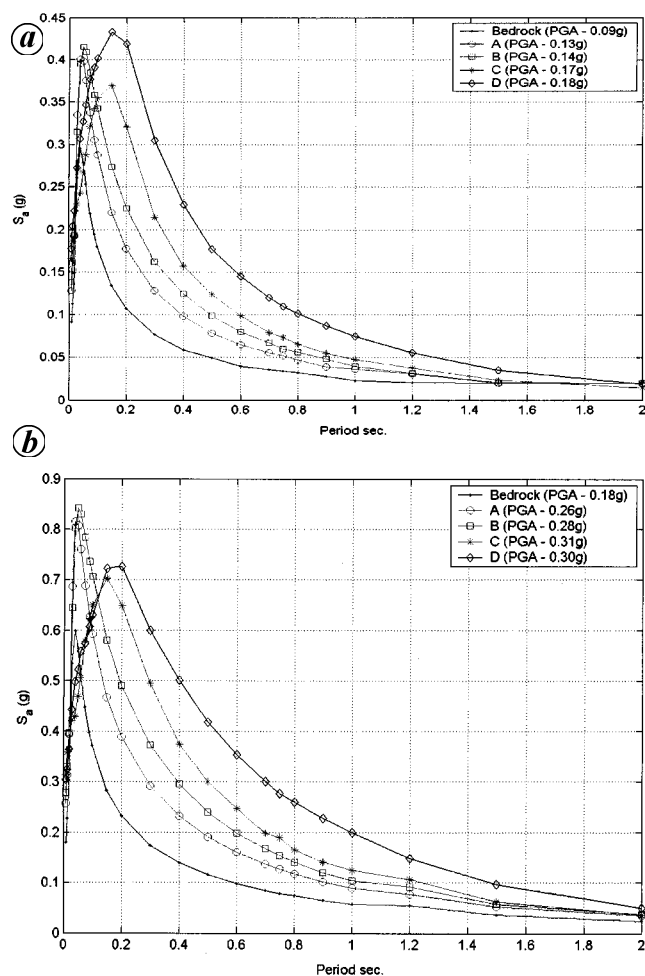 a
Bedrock (PGA - 0.09g)
A (PGA - 0.13g)
B (PGA - 0.14g)
C (PGA - 0.17g)
D (PGA - 0.18g)
0.45
0.4
0.35
0.3
0.25
0.2
0.15
0.1
0.05
0
Sa (g)
0 0.2 0.4 0.6 0.8 1 1.2 1.4 1.6 1.8 2
Period sec.
b
Bedrock (PGA - 0.18g)
A (PGA - 0.26g)
B (PGA - 0.28g)
C (PGA - 0.31g)
D (PGA - 0.30g)
0.9
0.8
0.7
0.6
0.5
0.4
0.3
0.2
0.1
0
Sa (g)
0 0.2 0.4 0.6 0.8 1 1.2 1.4 1.6 1.8 2
Period sec.